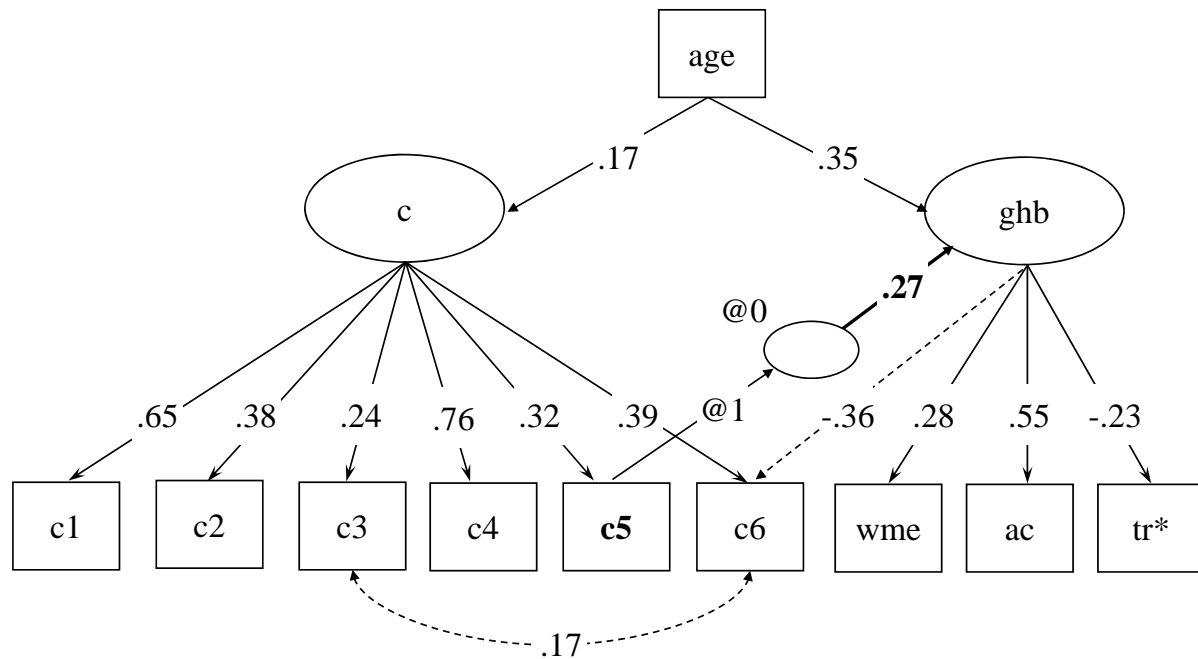 age
.17
.35
c
ghb
.27
@0
.65
.38
.24
.76
.32
.39
@1
-.36
.28
.55
-.23
c1
c2
c3
c4
c5
c6
wme
ac
tr*
.17